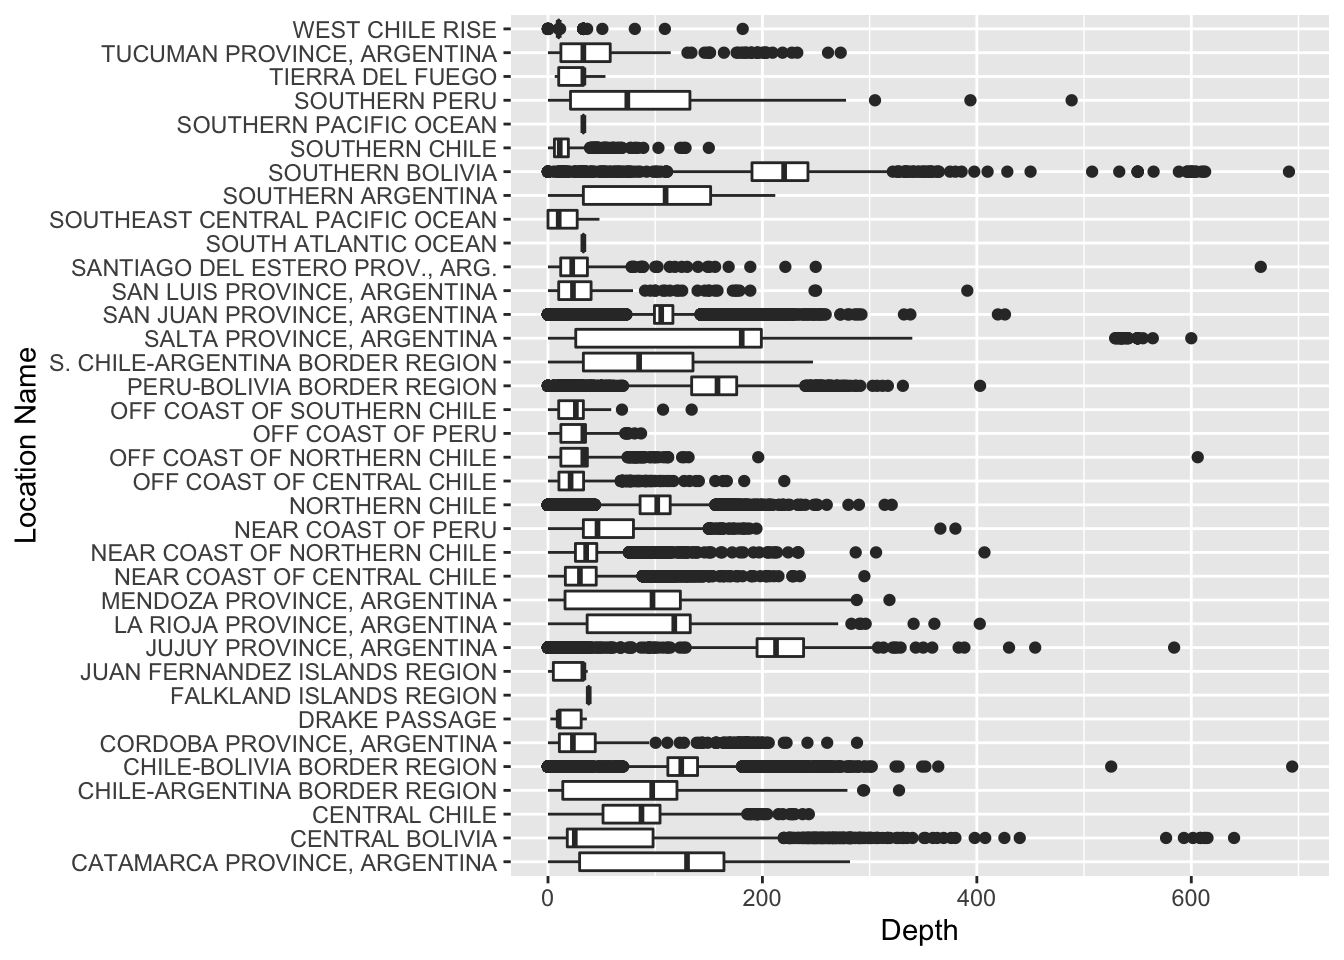 WEST CHILE RISE
TUCUMAN PROVINCE, ARGENTINA
TIERRA DEL FUEGO
SOUTHERN PERU
SOUTHERN PACIFIC OCEAN
SOUTHERN CHILE
SOUTHERN BOLIVIA
SOUTHERN ARGENTINA
SOUTHEAST CENTRAL PACIFIC OCEAN
SOUTH ATLANTIC OCEAN
SANTIAGO DEL ESTERO PROV., ARG.
SAN LUIS PROVINCE, ARGENTINA
SAN JUAN PROVINCE, ARGENTINA
SALTA PROVINCE, ARGENTINA
S. CHILE-ARGENTINA BORDER REGION
PERU-BOLIVIA BORDER REGION
OFF COAST OF SOUTHERN CHILE
OFF COAST OF PERU
OFF COAST OF NORTHERN CHILE
OFF COAST OF CENTRAL CHILE
NORTHERN CHILE
NEAR COAST OF PERU
NEAR COAST OF NORTHERN CHILE
NEAR COAST OF CENTRAL CHILE
MENDOZA PROVINCE, ARGENTINA
LA RIOJA PROVINCE, ARGENTINA
JUJUY PROVINCE, ARGENTINA
JUAN FERNANDEZ ISLANDS REGION
FALKLAND ISLANDS REGION
DRAKE PASSAGE
CORDOBA PROVINCE, ARGENTINA
CHILE-BOLIVIA BORDER REGION
CHILE-ARGENTINA BORDER REGION
CENTRAL CHILE
CENTRAL BOLIVIA
CATAMARCA PROVINCE, ARGENTINA
Location Name
0 200 400 600
Depth